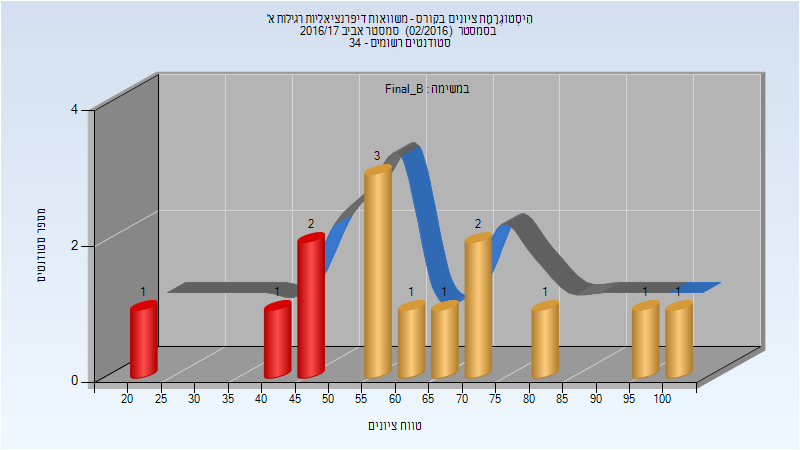 היסטוגרמת ציונים בקורס - משוואות דיפרנציאליות רגילות א'
בסמסטר (02/2016) סמסטר אביב 2016/17
סטודנטים רשומים - 34
במשימה : Final_B
מספר סטודנטים
4
2
0
1
1
2
3
1
1
2
1
1
1
20 25 30 35 40 45 50 55 60 65 70 75 80 85 90 95 100
טווח ציונים